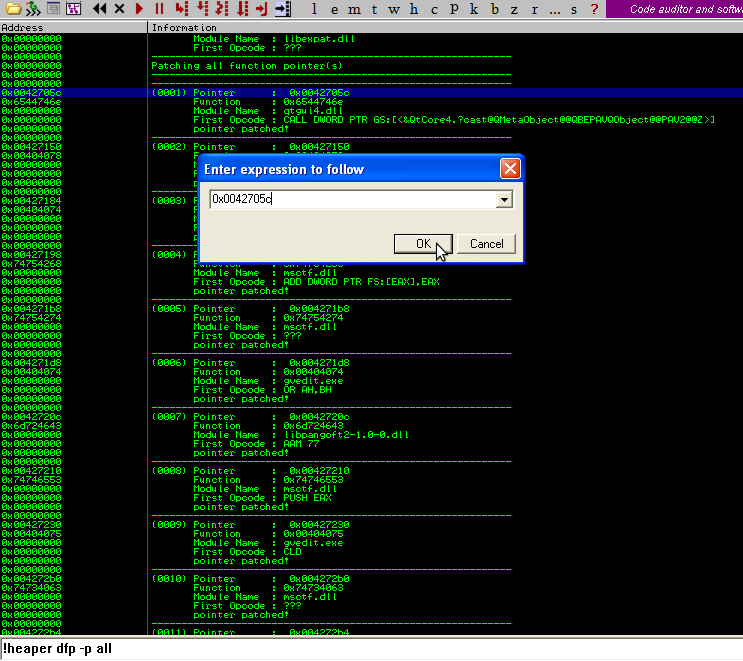 l e m t w h c p k b z r ... s ?
Code auditor and softw
Address Information
0x00000000 Module Name : libexpat.dll
0x00000000 First Opcode : ???
0x00000000
0x00000000 Patching all function pointer(s)
0x00000000
0x00000000
0x0042705c (0001) Pointer : 0x0042705c
0x6544746e Function : 0x6544746e
0x00000000 Module Name : qtgui4.dll
0x00000000 First Opcode : CALL DWORD PTR GS:[<&QtCore4.?cast@QMetaObject@@QBEPAVQObject@@PAV2@@Z>]
0x00000000 pointer patched!
0x00000000
0x00427150 (0002) Pointer : 0x00427150
0x00404078
0x00000000
0x00000000
0x00000000
0x00000000
0x00427184 (0003)
0x00404074
0x00000000
0x00000000
0x00000000
0x00000000
0x00427198 (0004)
0x74754260
0x00000000 Module Name : msctf.dll
0x00000000 First Opcode : ADD DWORD PTR FS:[EAX],EAX
0x00000000 pointer patched!
0x00000000
0x004271b8 (0005) Pointer : 0x004271b8
0x74754274 Function : 0x74754274
0x00000000 Module Name : msctf.dll
0x00000000 First Opcode : ???
0x00000000 pointer patched!
0x00000000
0x004271d8 (0006) Pointer : 0x004271d8
0x00404074 Function : 0x00404074
0x00000000 Module Name : gvedit.exe
0x00000000 First Opcode : OR AH,BH
0x00000000 pointer patched!
0x00000000
0x0042720c (0007) Pointer : 0x0042720c
0x6d724643 Function : 0x6d724643
0x00000000 Module Name : libpangoft2-1.0-0.dll
0x00000000 First Opcode : AAM 77
0x00000000 pointer patched!
0x00000000
0x00427210 (0008) Pointer : 0x00427210
0x74746553 Function : 0x74746553
0x00000000 Module Name : msctf.dll
0x00000000 First Opcode : PUSH EAX
0x00000000 pointer patched!
0x00000000
0x00427230 (0009) Pointer : 0x00427230
0x00404075 Function : 0x00404075
0x00000000 Module Name : gvedit.exe
0x00000000 First Opcode : CLD
0x00000000 pointer patched!
0x00000000
0x004272b0 (0010) Pointer : 0x004272b0
0x74734063 Function : 0x74734063
0x00000000 Module Name : msctf.dll
0x00000000 First Opcode : ???
0x00000000 pointer patched!
0x00000000
0x004272b4 (0011) Pointer : 0x004272b4
Enter expression to follow
0x0042705c
OK Cancel
!heaper dfp -p all